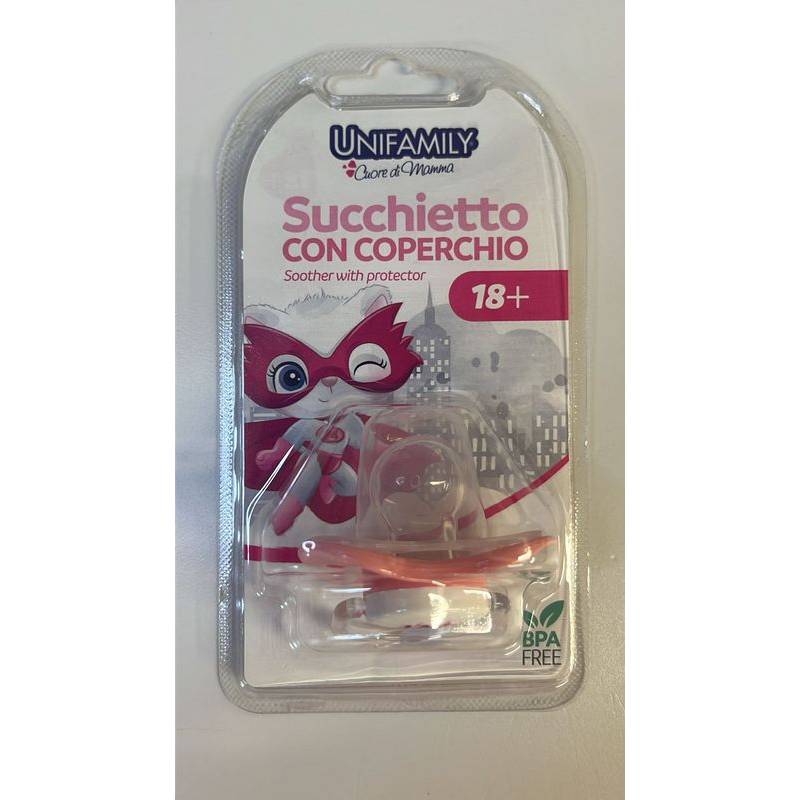 UNIFAMILY
Cuore di Mamma
Succhietto
CON COPERCHIO
Soother with protector
18+
BPA
FREE